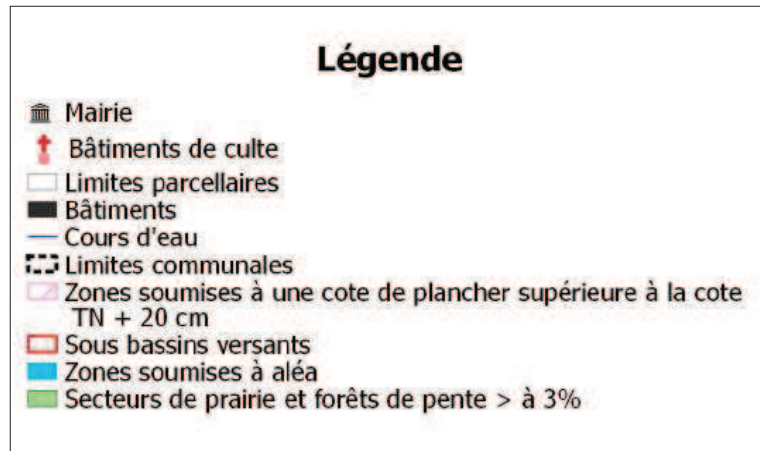 Légende
Mairie
Bâtiments de culte
Limites parcellaires
Bâtiments
Cours d'eau
Limites communales
Zones soumises à une cote de plancher supérieure à la cote
TN + 20 cm
Sous bassins versants
Zones soumises à aléa
Secteurs de prairie et forêts de pente > à 3%